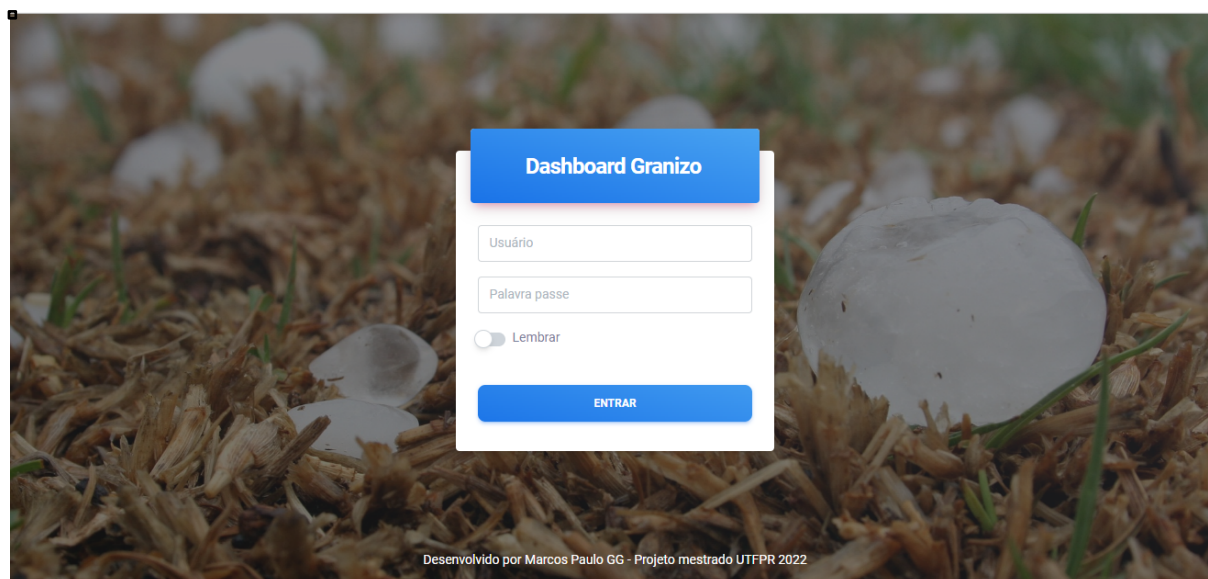 Dashboard Granizo
Usuário
Palavra passe
Lembrar
ENTRAR
Desenvolvido por Marcos Paulo GG - Projeto mestrado UTFPR 2022